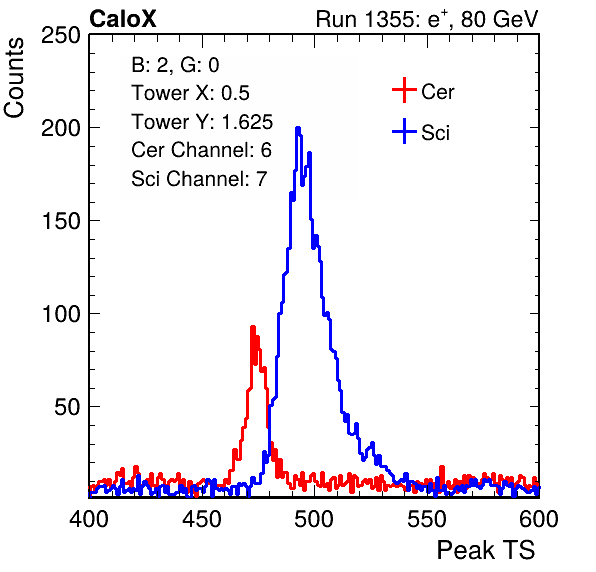 CaloX Run 1355: e⁺, 80 GeV
Counts
250
200
150
100
50
B: 2, G: 0
Tower X: 0.5
Tower Y: 1.625
Cer Channel: 6
Sci Channel: 7
Cer
Sci
400 450 500 550 600
Peak TS